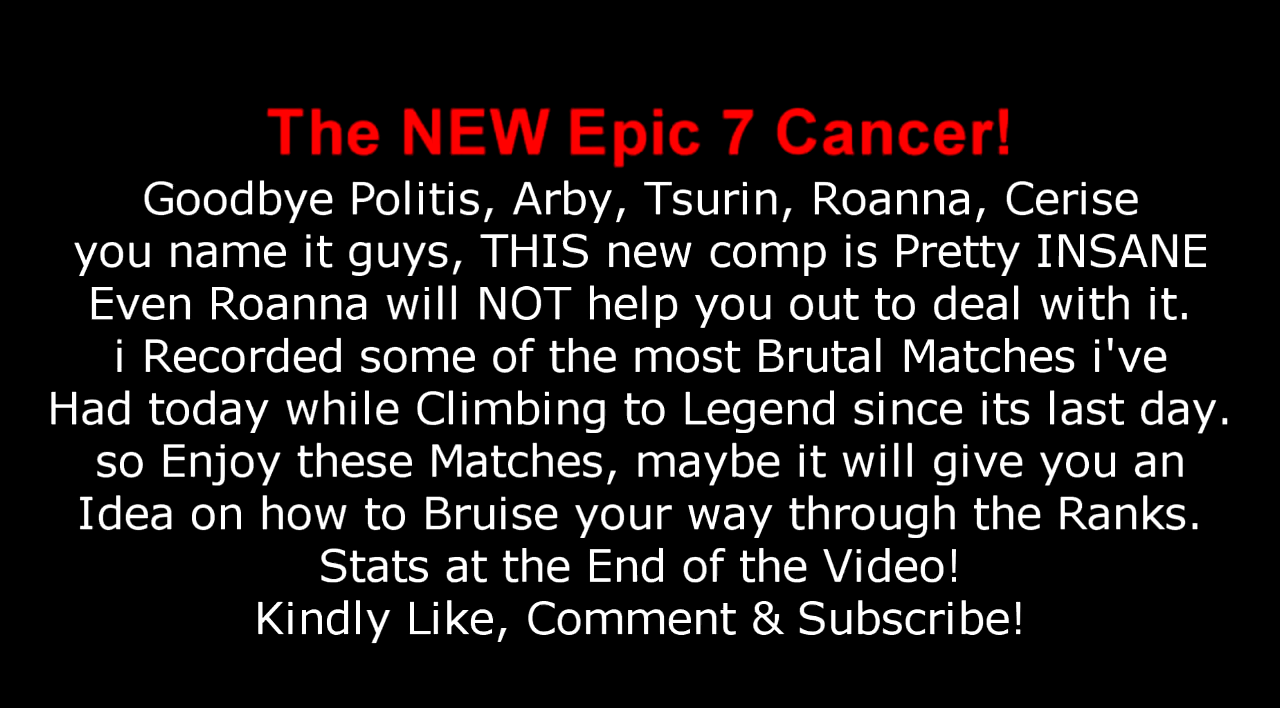 The NEW Epic 7 Cancer!
Goodbye Politis, Arby, Tsurin, Roanna, Cerise
you name it guys, THIS new comp is Pretty INSANE
Even Roanna will NOT help you out to deal with it.
i Recorded some of the most Brutal Matches i've
Had today while Climbing to Legend since its last day.
so Enjoy these Matches, maybe it will give you an
Idea on how to Bruise your way through the Ranks.
Stats at the End of the Video!
Kindly Like, Comment & Subscribe!